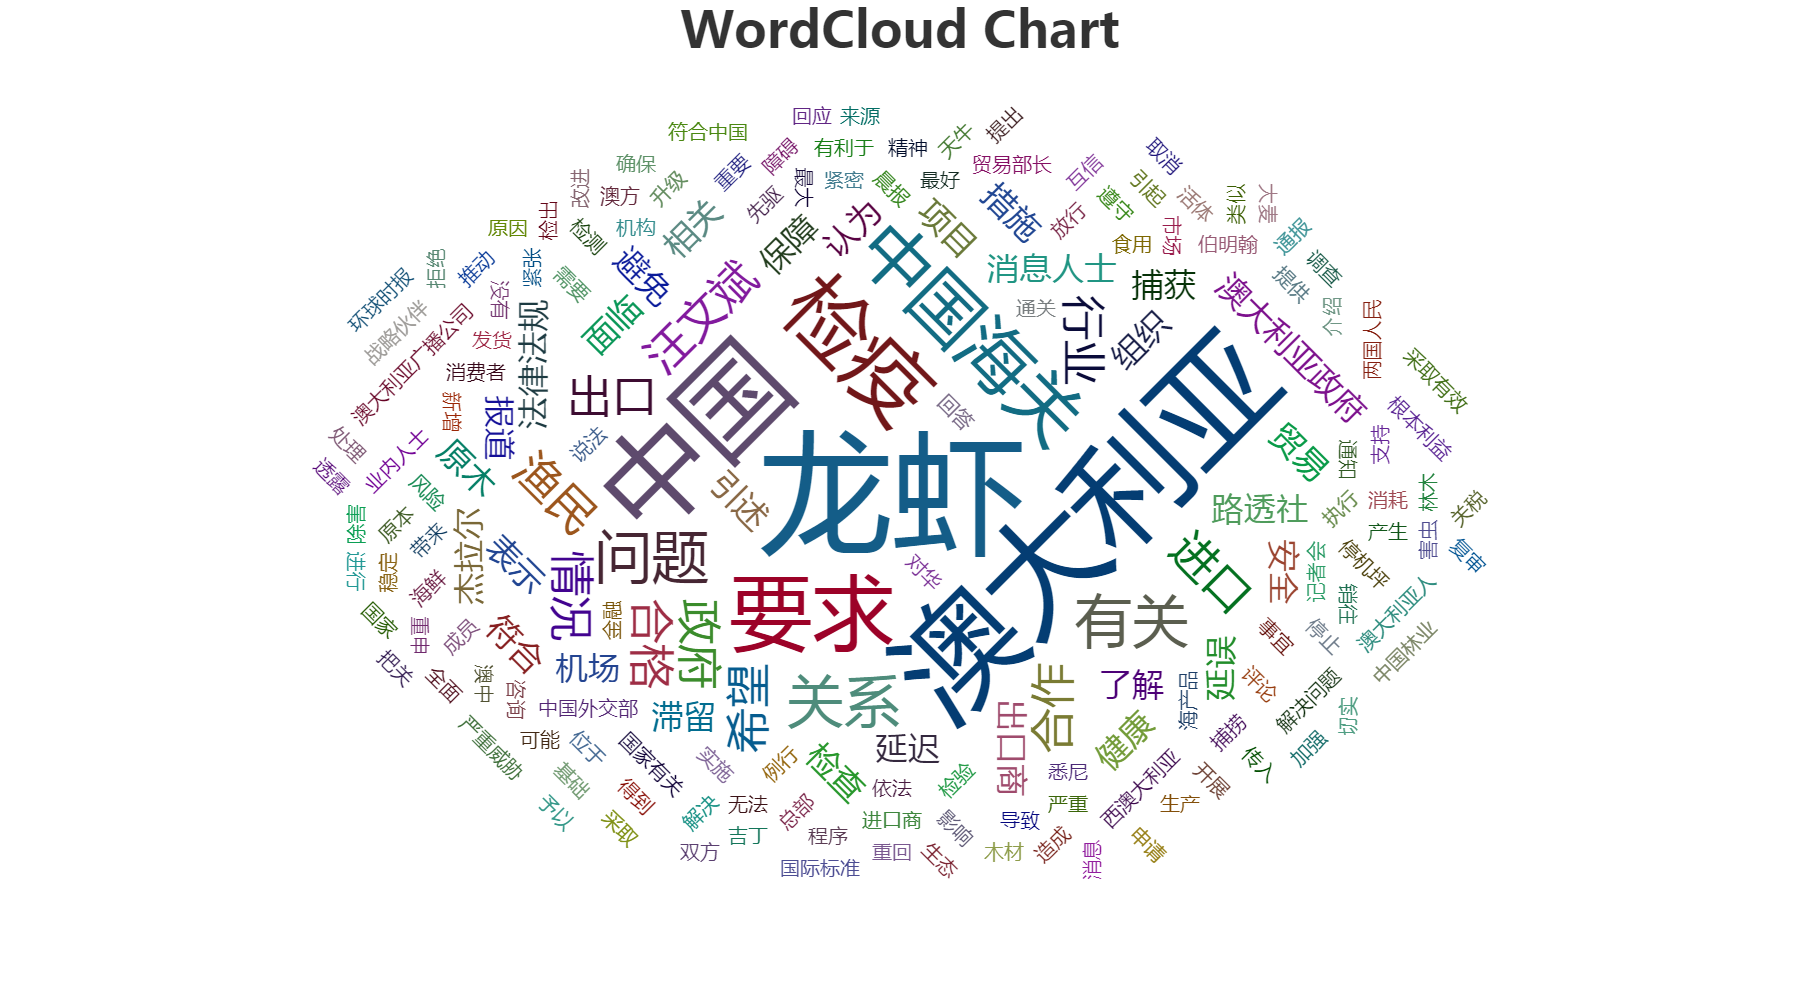 WordCloud Chart
回应
来源
提出
符合中国
天牛
障碍
有利于
精神
取消
确保
重要
贸易部长
互信
改进
澳方
升级
先驱
最大
紧密
晨报
最好
措施
遵守
引起
活体
类似
大麦
原因
检出
检测
机构
相关
保障
认为
项目
放行
食用
市场
伯明翰
通报
调查
拒绝
推动
紧张
需要
避免
汪文斌
检疫
中国海关
消息人士
捕获
提供
澳大利亚政府
环球时报
没有
面临
通关
行业
组织
介绍
两国人民
战略伙伴
发货
法律法规
澳大利亚广播公司
消费者
出口
中国
回答
采取有效
新增
报道
说法
根本利益
处理
业内人士
原木
渔民
引述
龙虾
澳大利亚
贸易
通知
支持
透露
风险
路透社
执行
消耗
林木
关税
除害
原本
带来
杰拉尔
表示
问题
产生
害虫
复审
进行
稳定
海鲜
情况
要求
对华
进口
安全
记者会
停机坪
国家
重申
成员
符合
金融
合格
政府
有关
销往
澳大利亚人
事宜
停止
中国林业
把关
全面
澳中
咨询
机场
希望
关系
合作
了解
延误
海产品
评论
解决问题
切实
中国外交部
滞留
出口商
严重威胁
可能
位于
国家有关
实施
例行
检查
延迟
健康
捕捞
传入
加强
基础
得到
解决
无法
总部
依法
检验
悉尼
严重
西澳大利亚
开展
生产
予以
采取
吉丁
程序
进口商
影响
导致
造成
申请
双方
国际标准
重回
生态
木材
消息